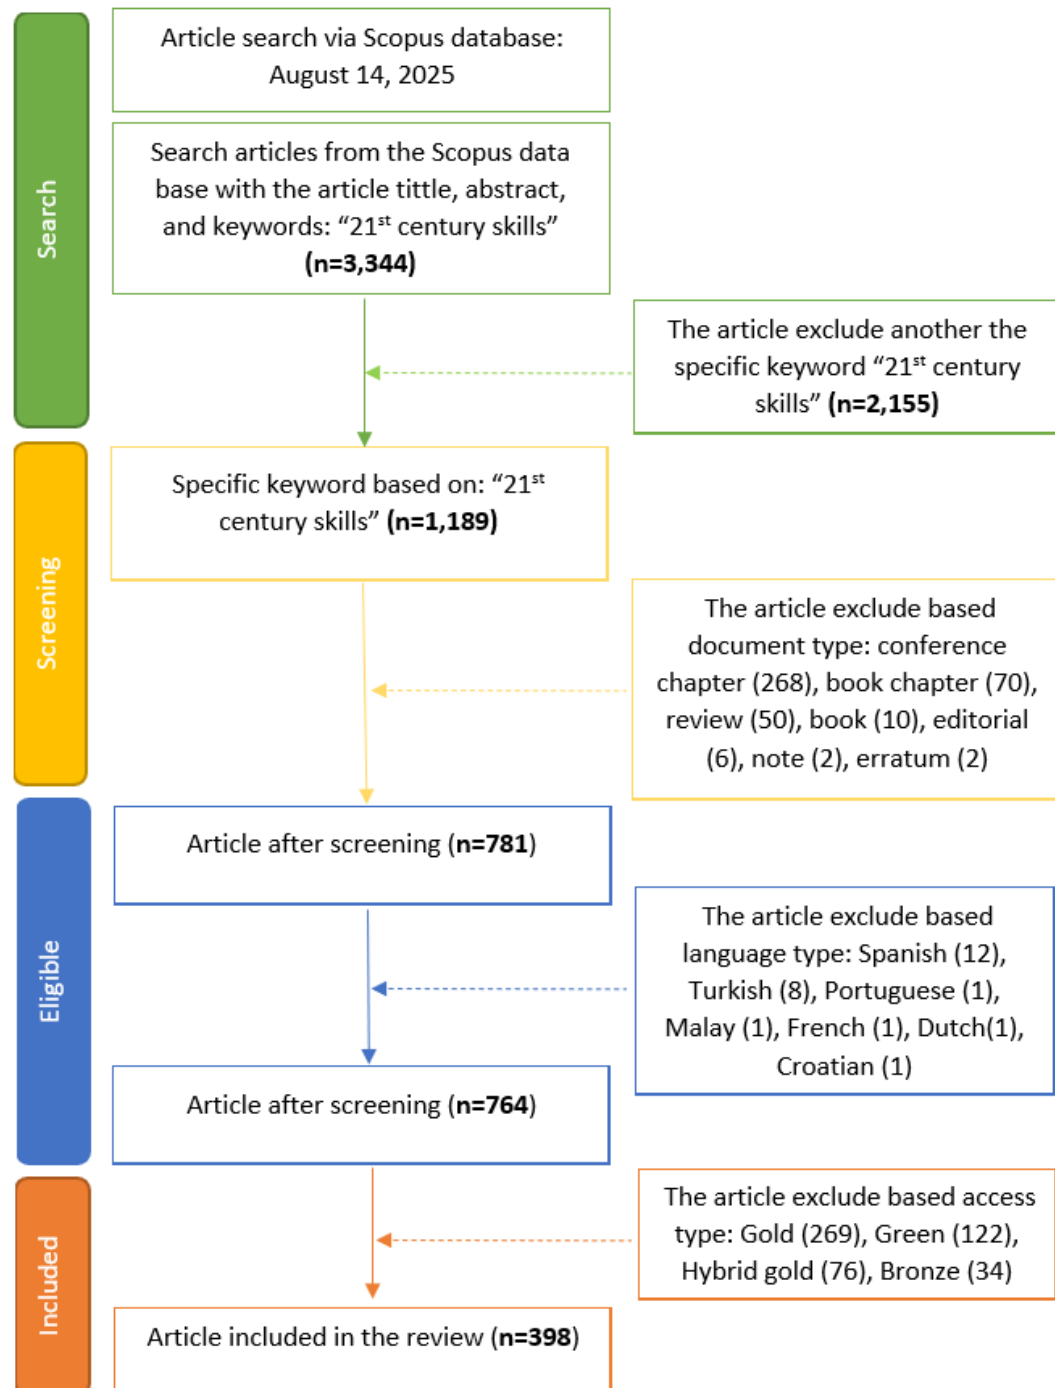 Search
Article search via Scopus database:
August 14, 2025
Search articles from the Scopus data
base with the article tittle, abstract,
and keywords: “21st century skills”
(n=3,344)
The article exclude another the
specific keyword “21st century
skills” (n=2,155)
Screening
Specific keyword based on: “21st
century skills” (n=1,189)
The article exclude based
document type: conference
chapter (268), book chapter (70),
review (50), book (10), editorial
(6), note (2), erratum (2)
Eligible
Article after screening (n=781)
The article exclude based
language type: Spanish (12),
Turkish (8), Portuguese (1),
Malay (1), French (1), Dutch(1),
Croatian (1)
Article after screening (n=764)
Included
The article exclude based access
type: Gold (269), Green (122),
Hybrid gold (76), Bronze (34)
Article included in the review (n=398)